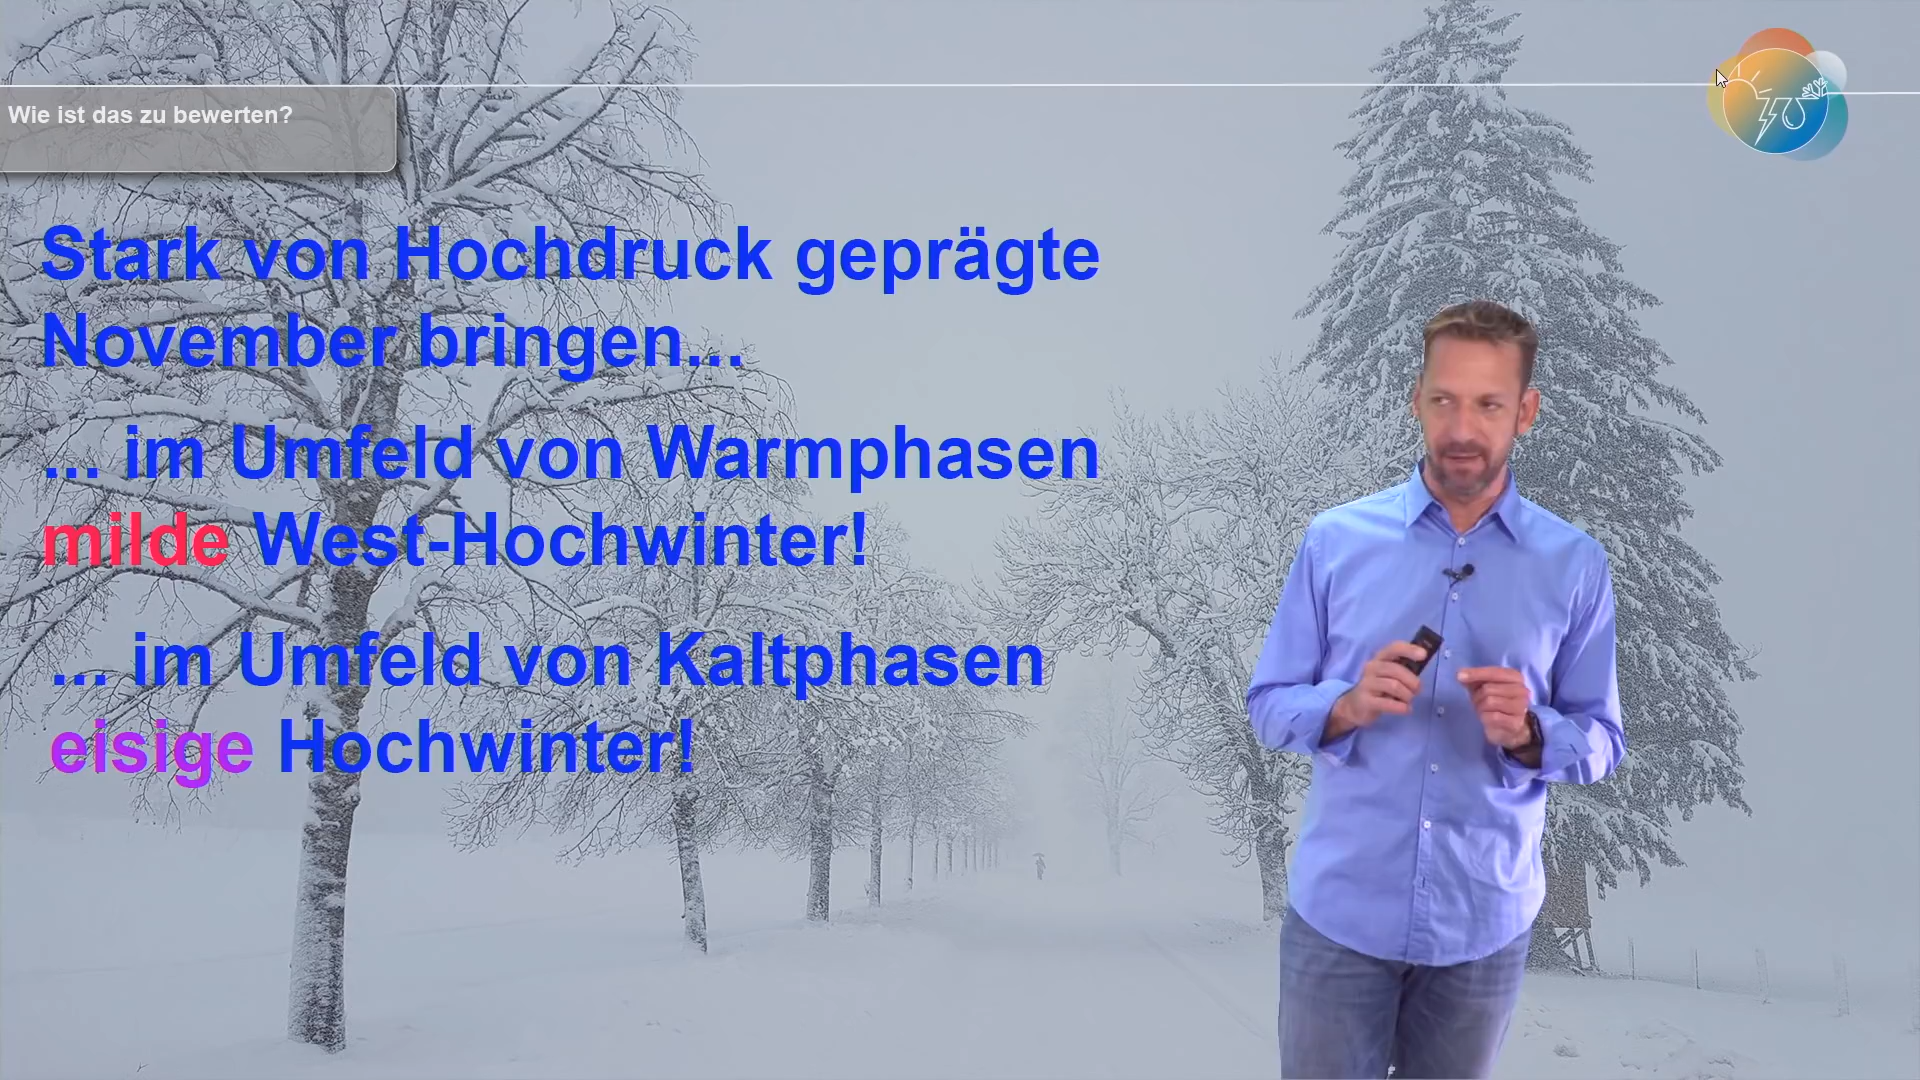 Wie ist das zu bewerten?
Stark von Hochdruck geprägte
November bringen...
... im Umfeld von Warmphasen
milde West-Hochwinter!
... im Umfeld von Kaltphasen
eisige Hochwinter!